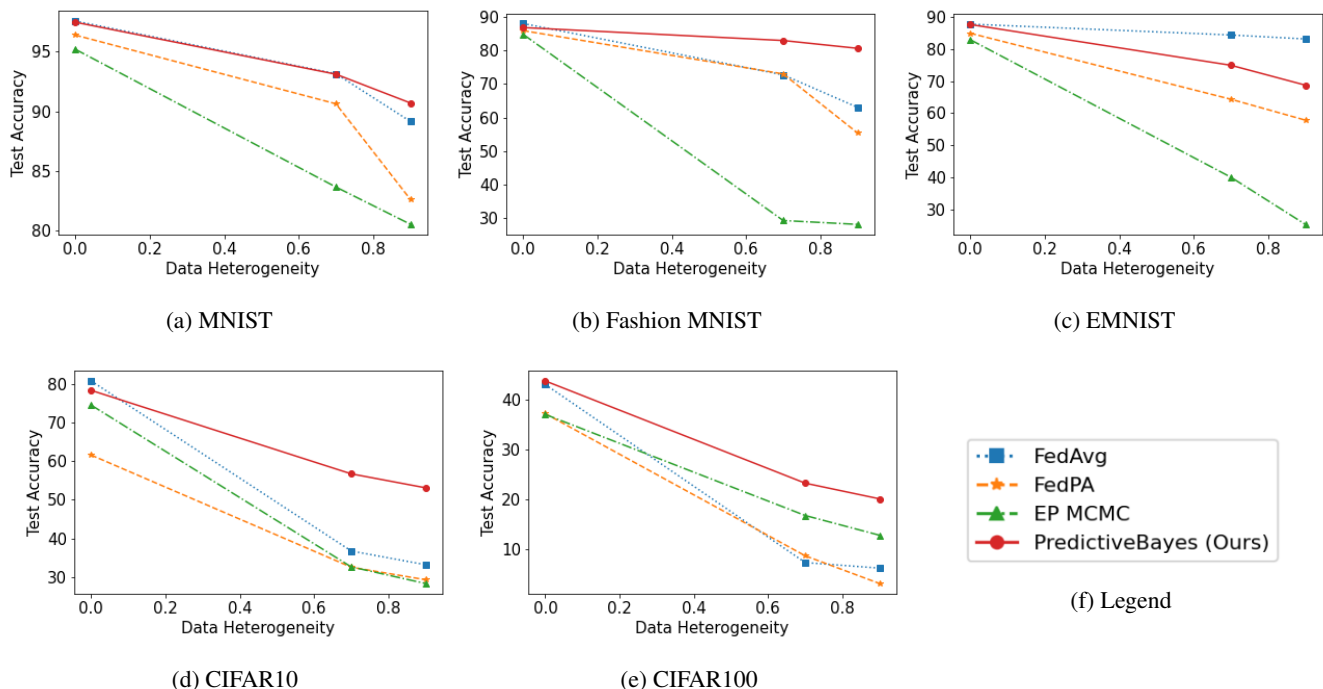 95
90
85
80
Test Accuracy
0.0 0.2 0.4 0.6 0.8
Data Heterogeneity
(a) MNIST
90
80
70
60
50
40
30
Test Accuracy
0.0 0.2 0.4 0.6 0.8
Data Heterogeneity
(b) Fashion MNIST
90
80
70
60
50
40
30
Test Accuracy
0.0 0.2 0.4 0.6 0.8
Data Heterogeneity
(c) EMNIST
80
70
60
50
40
30
Test Accuracy
0.0 0.2 0.4 0.6 0.8
Data Heterogeneity
(d) CIFAR10
40
30
20
10
Test Accuracy
0.0 0.2 0.4 0.6 0.8
Data Heterogeneity
(e) CIFAR100
FedAvg
FedPA
EP MCMC
PredictiveBayes (Ours)
(f) Legend